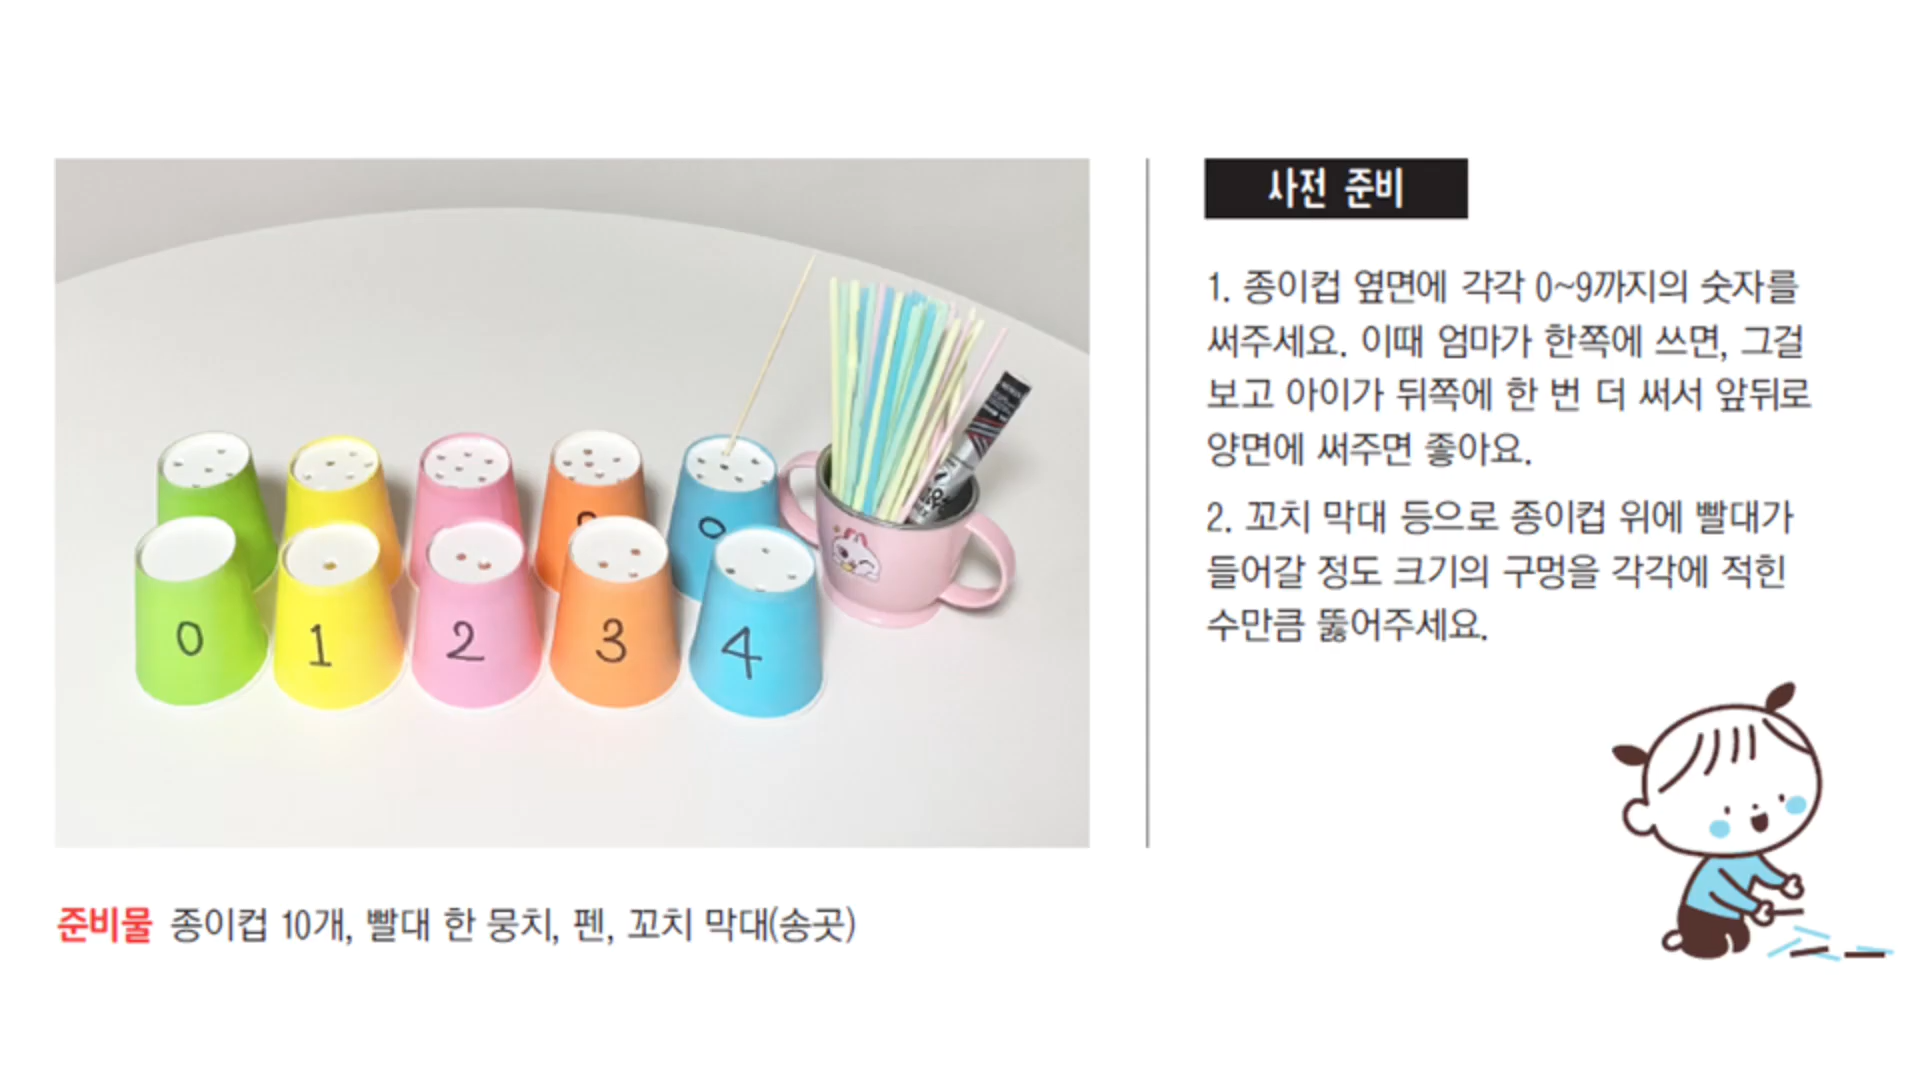 사전 준비
1. 종이컵 옆면에 각각 0~9까지의 숫자를
써주세요. 이때 엄마가 한쪽에 쓰면, 그걸
보고 아이가 뒤쪽에 한 번 더 써서 앞뒤로
양면에 써주면 좋아요.
2. 꼬치 막대 등으로 종이컵 위에 빨대가
들어갈 정도 크기의 구멍을 각각에 적힌
수만큼 뚫어주세요.
0 1 2 3 4
준비물 종이컵 10개, 빨대 한 뭉치, 펜, 꼬치 막대(송곳)